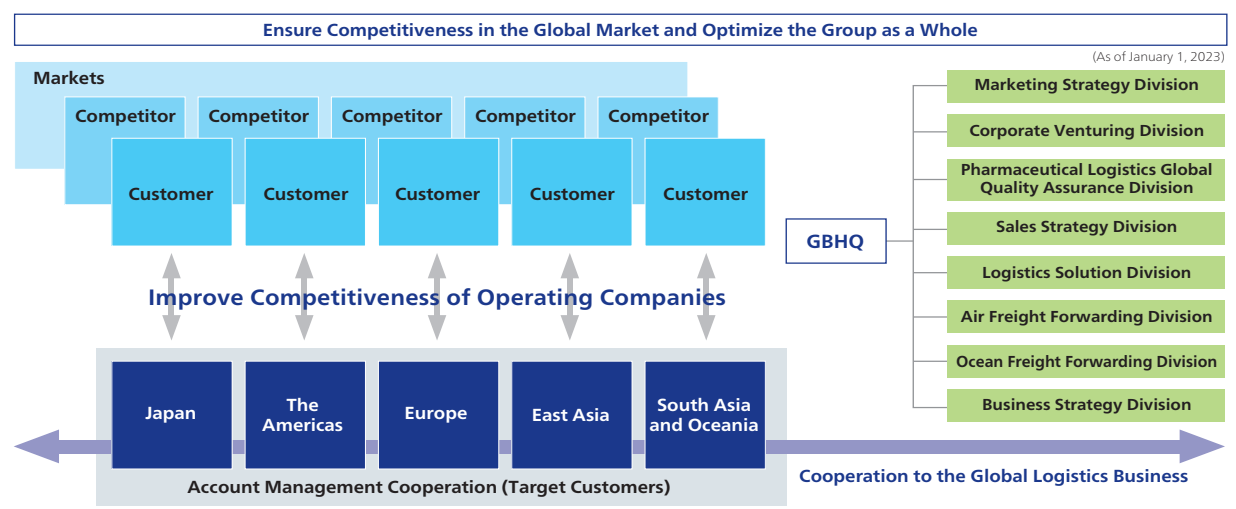 Ensure Competitiveness in the Global Market and Optimize the Group as a Whole
(As of January 1, 2023)
Markets
Competitor
Competitor
Competitor
Competitor
Competitor
Customer
Customer
Customer
Customer
Customer
Improve Competitiveness of Operating Companies
Japan
The
Americas
Europe
East Asia
South Asia
and Oceania
Account Management Cooperation (Target Customers)
Cooperation to the Global Logistics Business
GBHQ
Marketing Strategy Division
Corporate Venturing Division
Pharmaceutical Logistics Global
Quality Assurance Division
Sales Strategy Division
Logistics Solution Division
Air Freight Forwarding Division
Ocean Freight Forwarding Division
Business Strategy Division